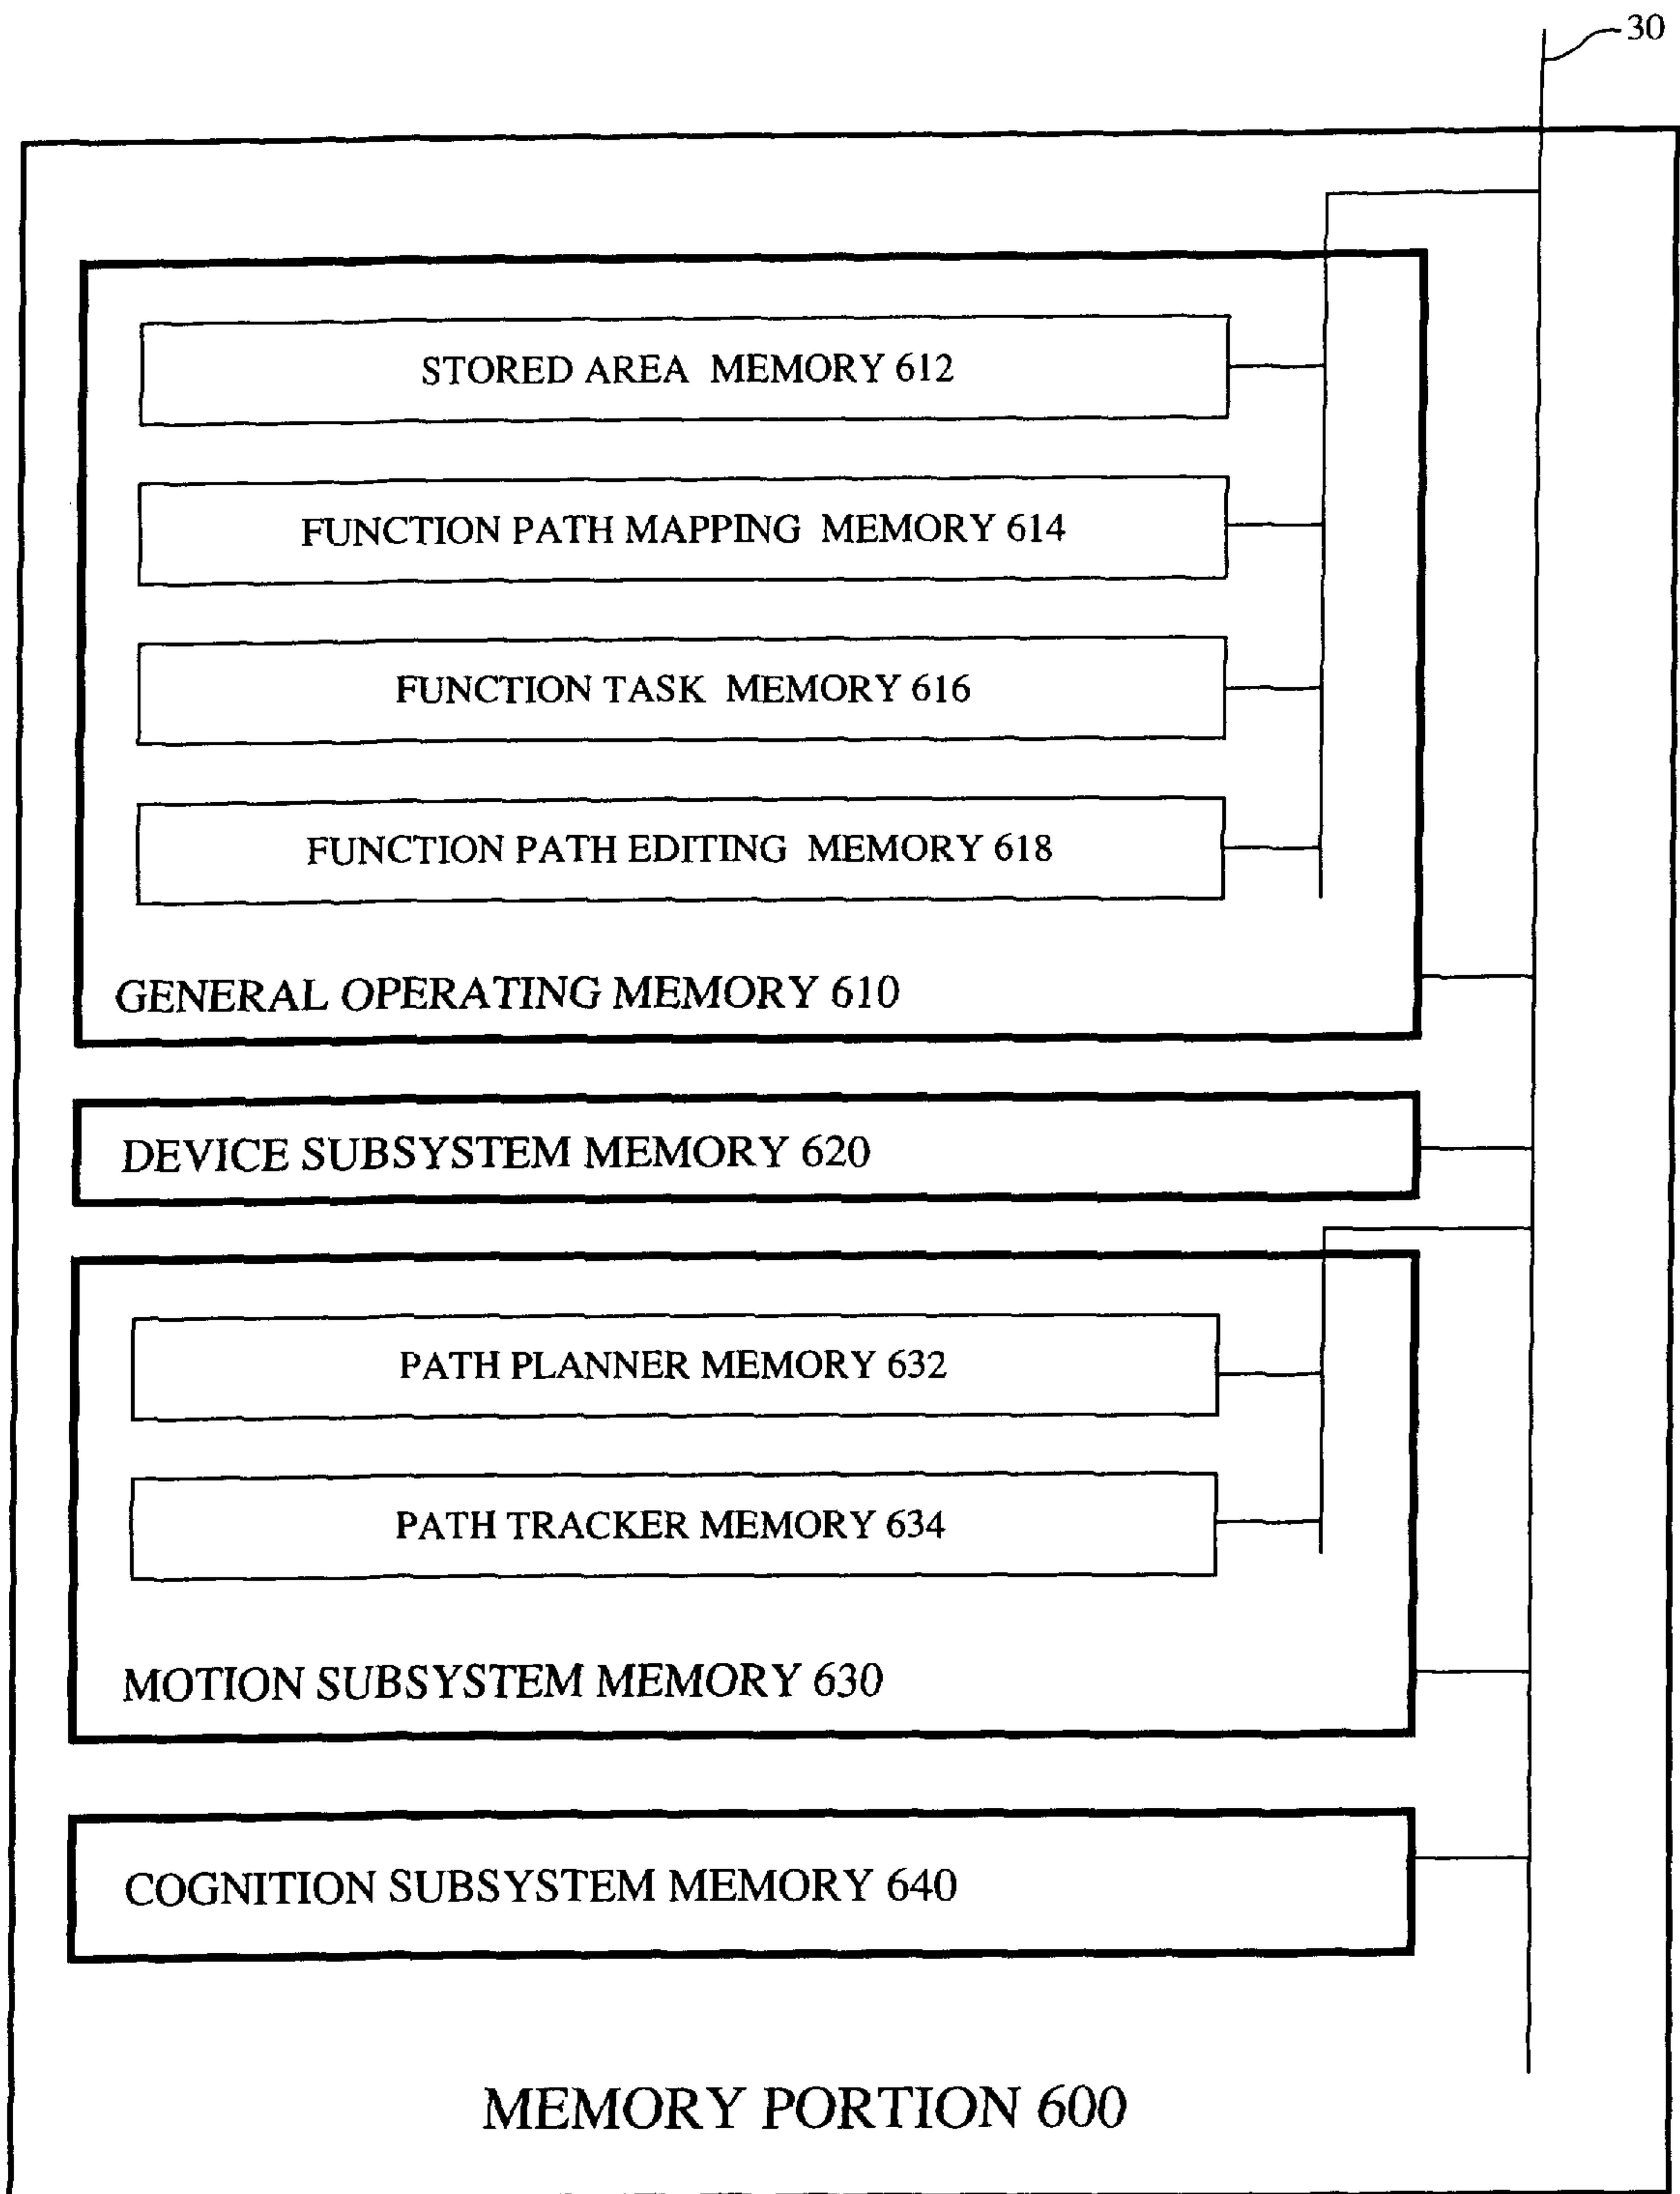 30
STORED AREA MEMORY 612
FUNCTION PATH MAPPING MEMORY 614
FUNCTION TASK MEMORY 616
FUNCTION PATH EDITING MEMORY 618
GENERAL OPERATING MEMORY 610
DEVICE SUBSYSTEM MEMORY 620
PATH PLANNER MEMORY 632
PATH TRACKER MEMORY 634
MOTION SUBSYSTEM MEMORY 630
COGNITION SUBSYSTEM MEMORY 640
MEMORY PORTION 600